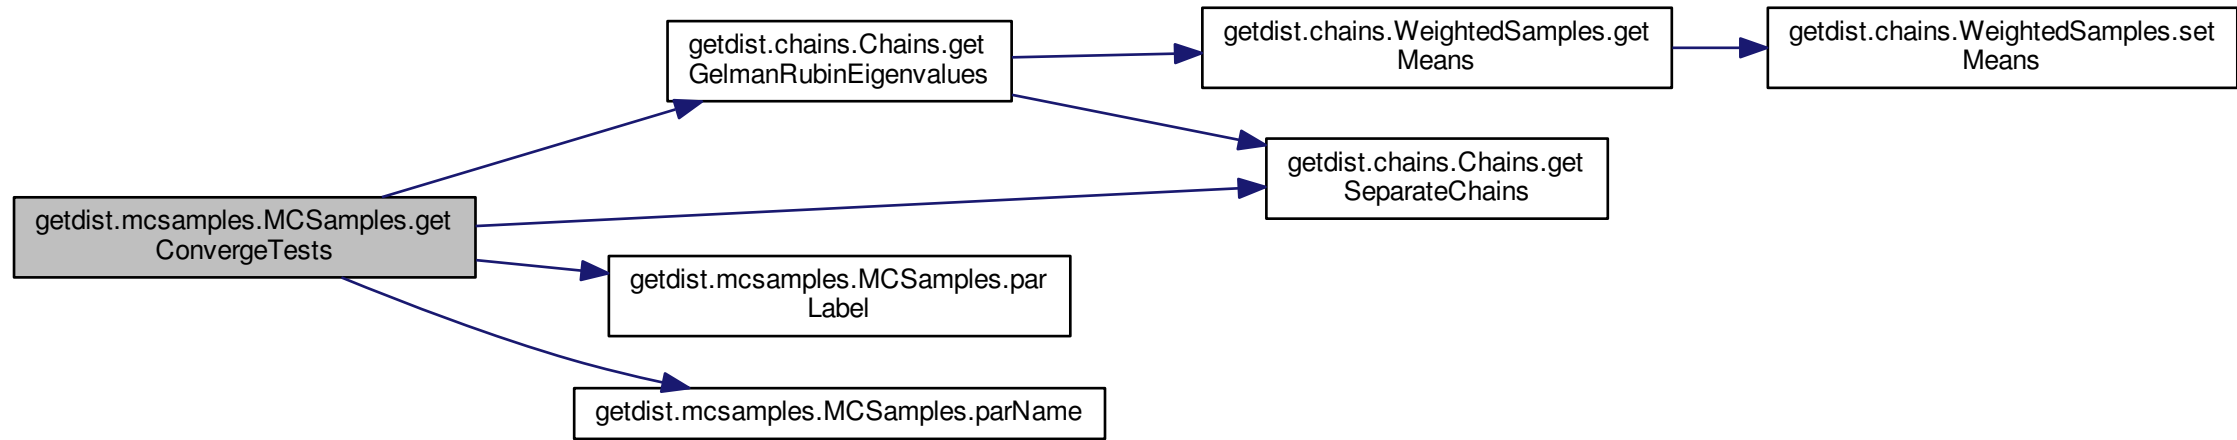 getdist.mcsamples.MCSamples.get
ConvergeTests
getdist.chains.Chains.get
GelmanRubinEigenvalues
getdist.chains.WeightedSamples.get
Means
getdist.chains.WeightedSamples.set
Means
getdist.chains.Chains.get
SeparateChains
getdist.mcsamples.MCSamples.par
Label
getdist.mcsamples.MCSamples.parName